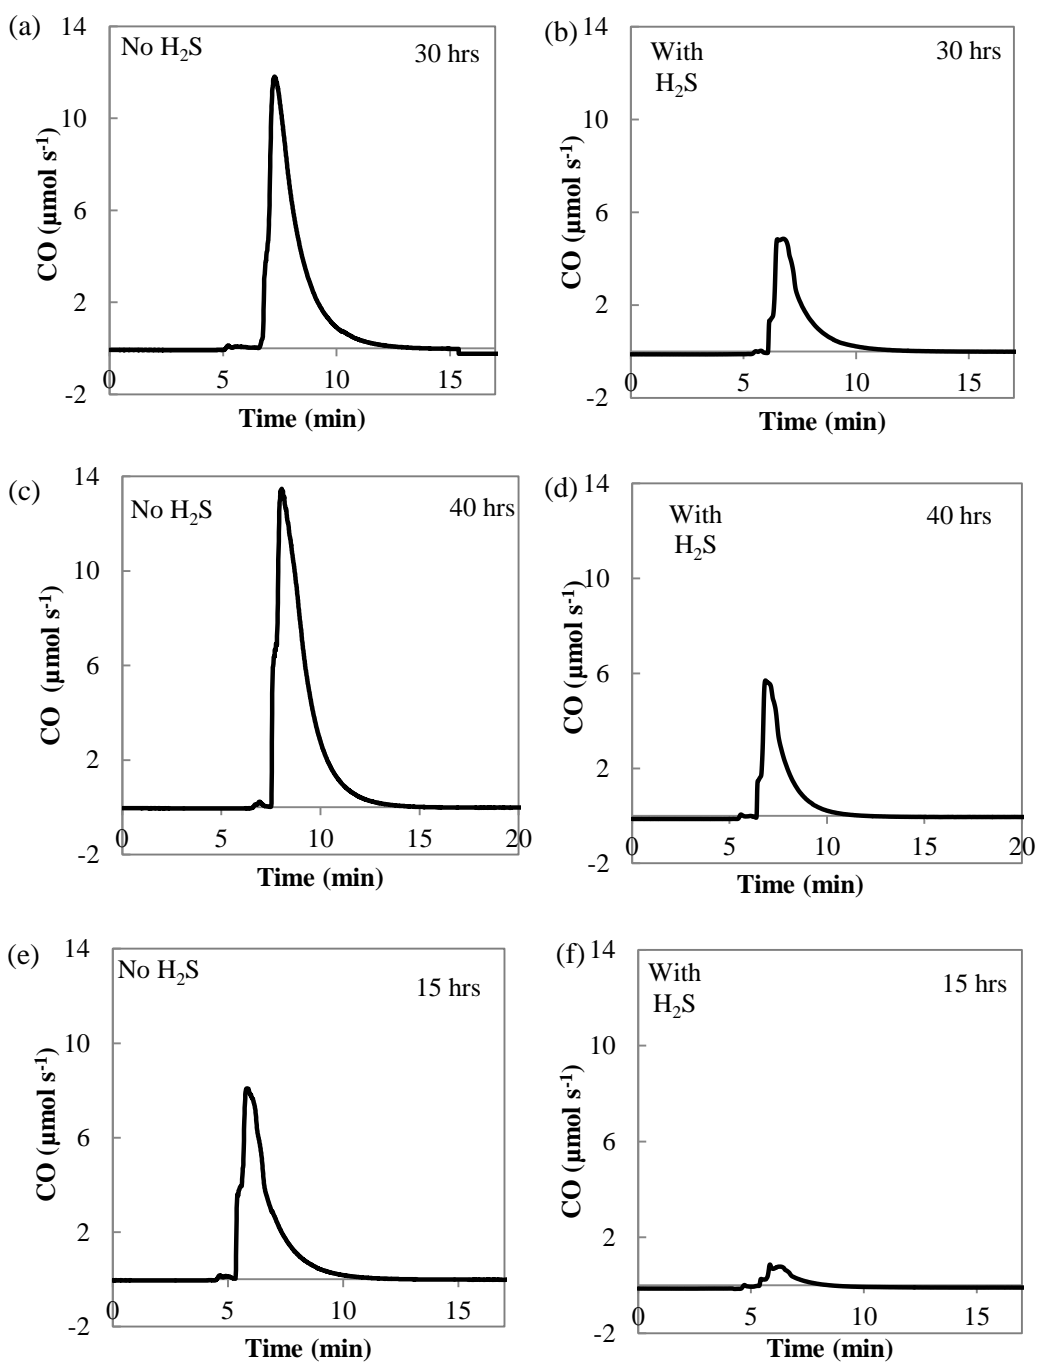 (a)
14
No H₂S
30 hrs
10
6
2
-2
CO (µmol s⁻¹)
0
5
10
15
Time (min)
(b)
14
With
H₂S
30 hrs
10
6
2
-2
CO (µmol s⁻¹)
0
5
10
15
Time (min)
(c)
14
No H₂S
40 hrs
10
6
2
-2
CO (µmol s⁻¹)
0
5
10
15
20
Time (min)
(d)
14
With
H₂S
40 hrs
10
6
2
-2
CO (µmol s⁻¹)
0
5
10
15
20
Time (min)
(e)
14
No H₂S
15 hrs
10
6
2
-2
CO (µmol s⁻¹)
0
5
10
15
Time (min)
(f)
14
With
H₂S
15 hrs
10
6
2
-2
CO (µmol s⁻¹)
0
5
10
15
Time (min)